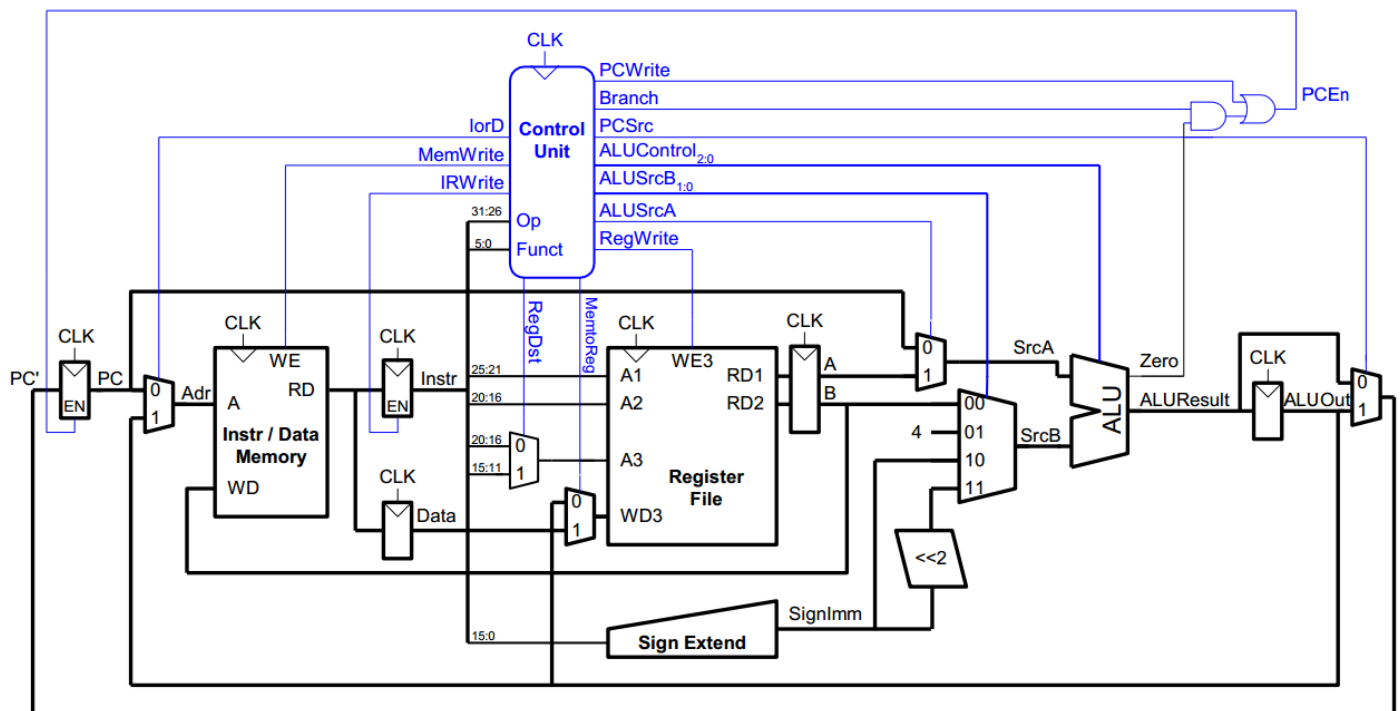 CLK
PCWrite
Branch
PCEn
IorD
Control
Unit
PCSrc
MemWrite
ALUControl2:0
IRWrite
ALUSrcB1:0
31:26
Op
ALUSrcA
5:0
Funct
RegWrite
RegDst
MemtoReg
CLK
CLK
CLK
CLK
CLK
CLK
PC'
EN
PC
0
1
Adr
WE
RD
A
Instr / Data
Memory
WD
EN
Instr
25:21
20:16
20:16
15:11
0
1
A1
A2
A3
WD3
WE3
RD1
RD2
Register
File
A
B
0
1
SrcA
4
00
01
10
11
SrcB
ALU
Zero
ALUResult
CLK
ALUOut
0
1
CLK
Data
0
1
<<2
15:0
Sign Extend
SignImm